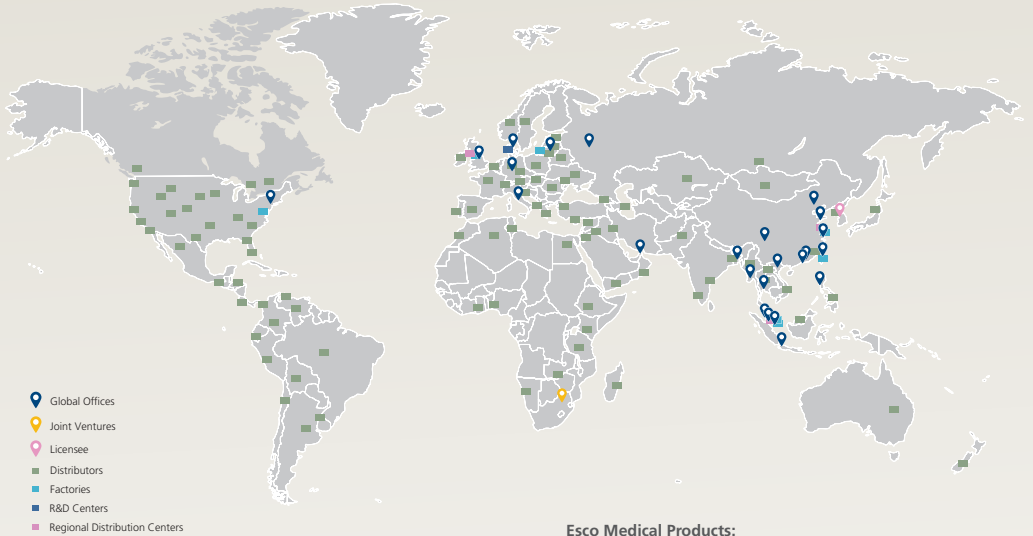 Global Offices
Joint Ventures
Licensee
Distributors
Factories
R&D Centers
Regional Distribution Centers
Esco Medical Products: